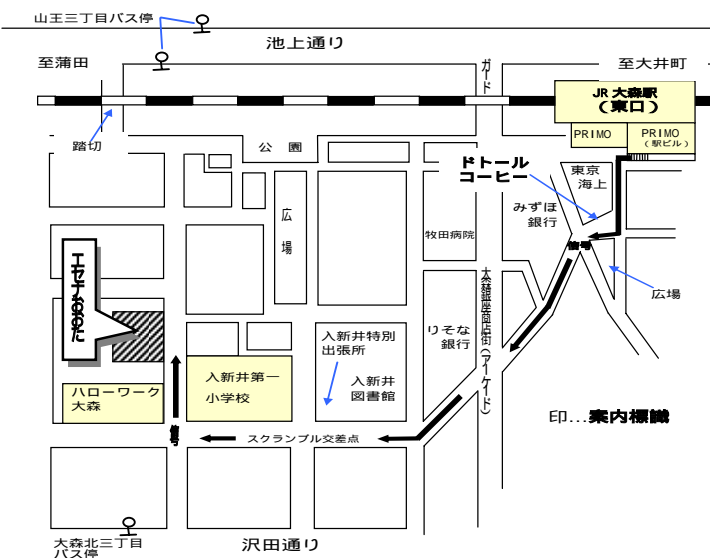 山王三丁目バス停
池上通り
至蒲田
ガード
至大井町
JR 大森駅
(東口)
PRIMO
PRIMO
(駅ビル)
踏切
公園
ドトール
コーヒー
東京
海上
みずほ
銀行
広場
牧田病院
信号
広場
エセナおおた
大森銀座商店街(アーケード)
りそな
銀行
入新井特別
出張所
入新井
図書館
入新井第一
小学校
ハローワーク
大森
印…案内標識
信号
スクランブル交差点
大森北三丁目
バス停
沢田通り